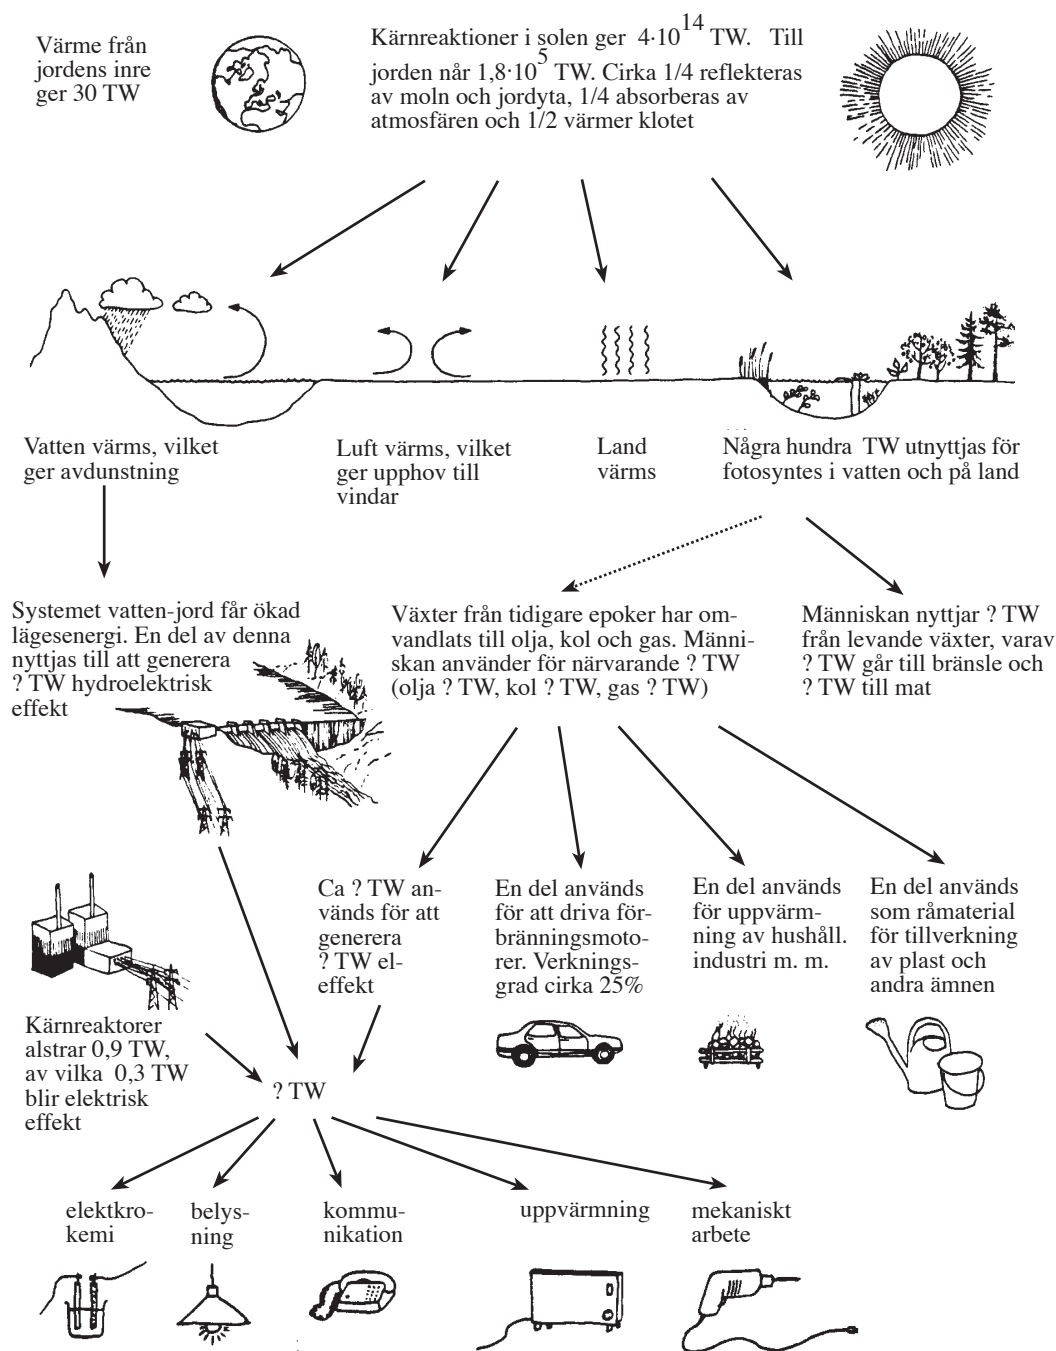 Värme från
jordens inre
ger 30 TW
Kärnreaktioner i solen ger 4·10^14 TW. Till
jorden når 1,8·10^5 TW. Cirka 1/4 reflekteras
av moln och jordyta, 1/4 absorberas av
atmosfären och 1/2 värmer klotet
Vatten värms, vilket
ger avdunstning
Luft värms, vilket
ger upphov till
vindar
Land
värms
Några hundra TW utnyttjas för
fotosyntes i vatten och på land
Systemet vatten-jord får ökad
lägesenergi. En del av denna
nyttjas till att generera
? TW hydroelektrisk
effekt
Växter från tidigare epoker har om-
vandlats till olja, kol och gas. Männi-
skan använder för närvarande ? TW
(olja ? TW, kol ? TW, gas ? TW)
Människan nyttjar ? TW
från levande växter, varav
? TW går till bränsle och
? TW till mat
Ca ? TW an-
vänds för att
generera
? TW el-
effekt
En del används
för att driva för-
bränningsmoto-
rer. Verknings-
grad cirka 25%
En del används
för uppvärm-
ning av hushåll.
industri m. m.
En del används
som råmaterial
för tillverkning
av plast och
andra ämnen
Kärnreaktorer
alstrar 0,9 TW,
av vilka 0,3 TW
blir elektrisk
effekt
? TW
elektkro-
kemi
belys-
ning
kommu-
nikation
uppvärmning
mekaniskt
arbete